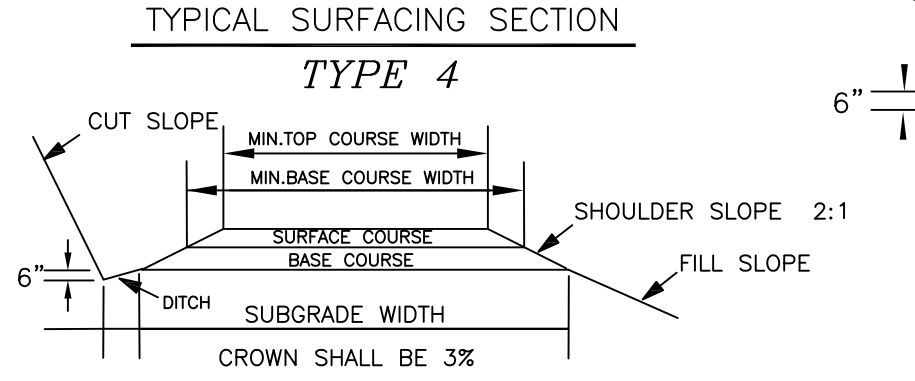 TYPICAL SURFACING SECTION
TYPE 4
6"
CUT SLOPE
MIN.TOP COURSE WIDTH
MIN.BASE COURSE WIDTH
SHOULDER SLOPE 2:1
SURFACE COURSE
BASE COURSE
FILL SLOPE
6"
DITCH
SUBGRADE WIDTH
CROWN SHALL BE 3%